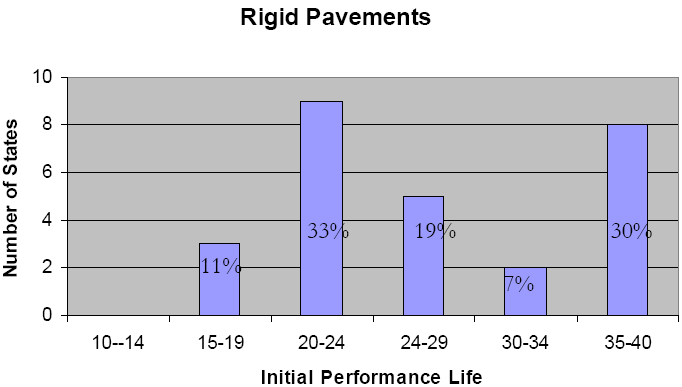 Rigid Pavements
10
8
6
4
2
0
Number of States
33%
19%
30%
11%
7%
10--14 15-19 20-24 24-29 30-34 35-40
Initial Performance Life